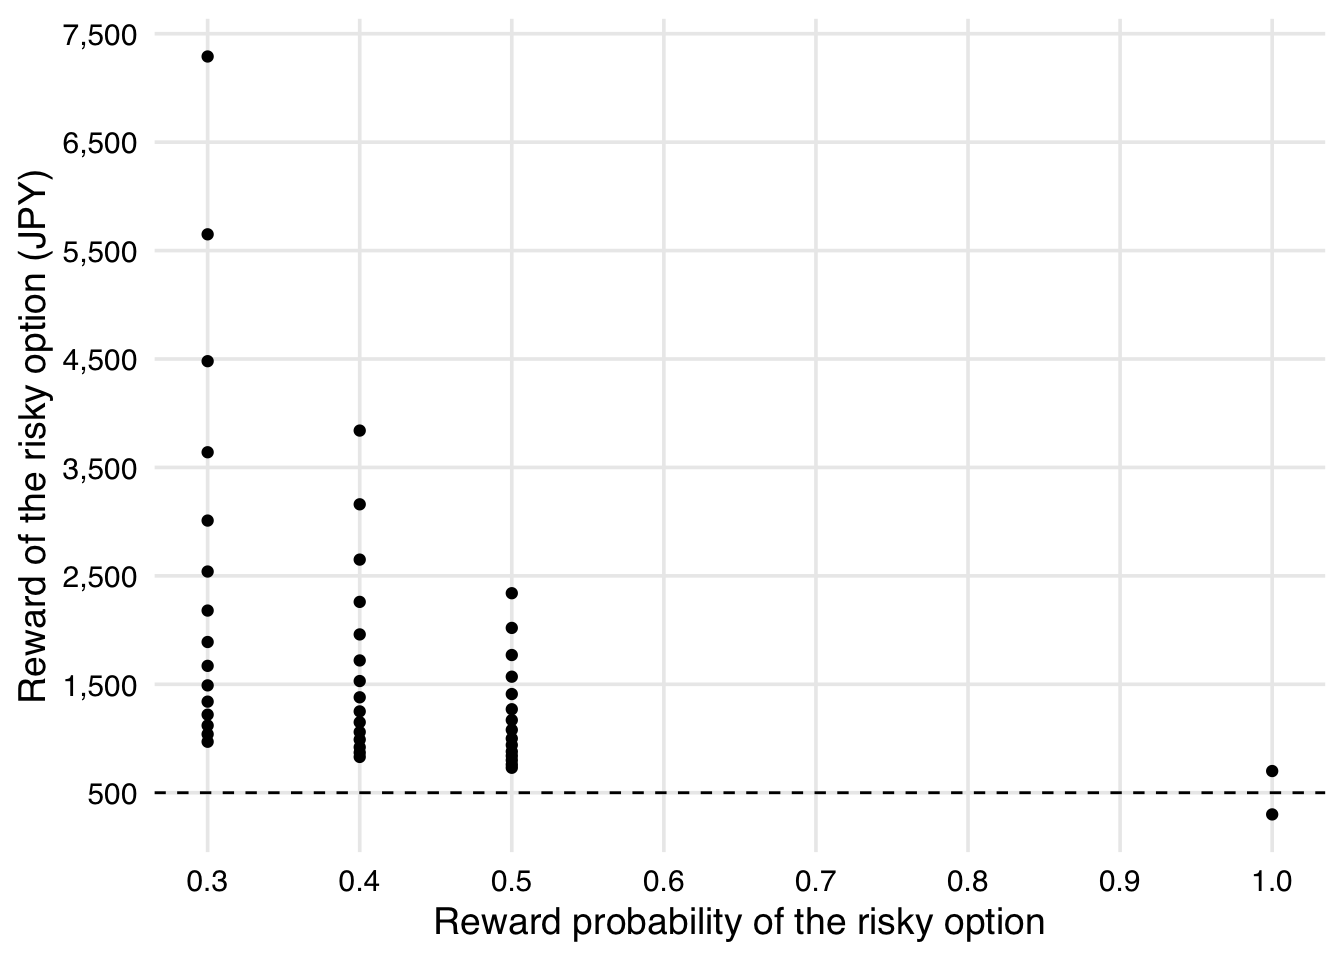 Reward of the risky option (JPY)
7,500
6,500
5,500
4,500
3,500
2,500
1,500
500
0.3 0.4 0.5 0.6 0.7 0.8 0.9 1.0
Reward probability of the risky option